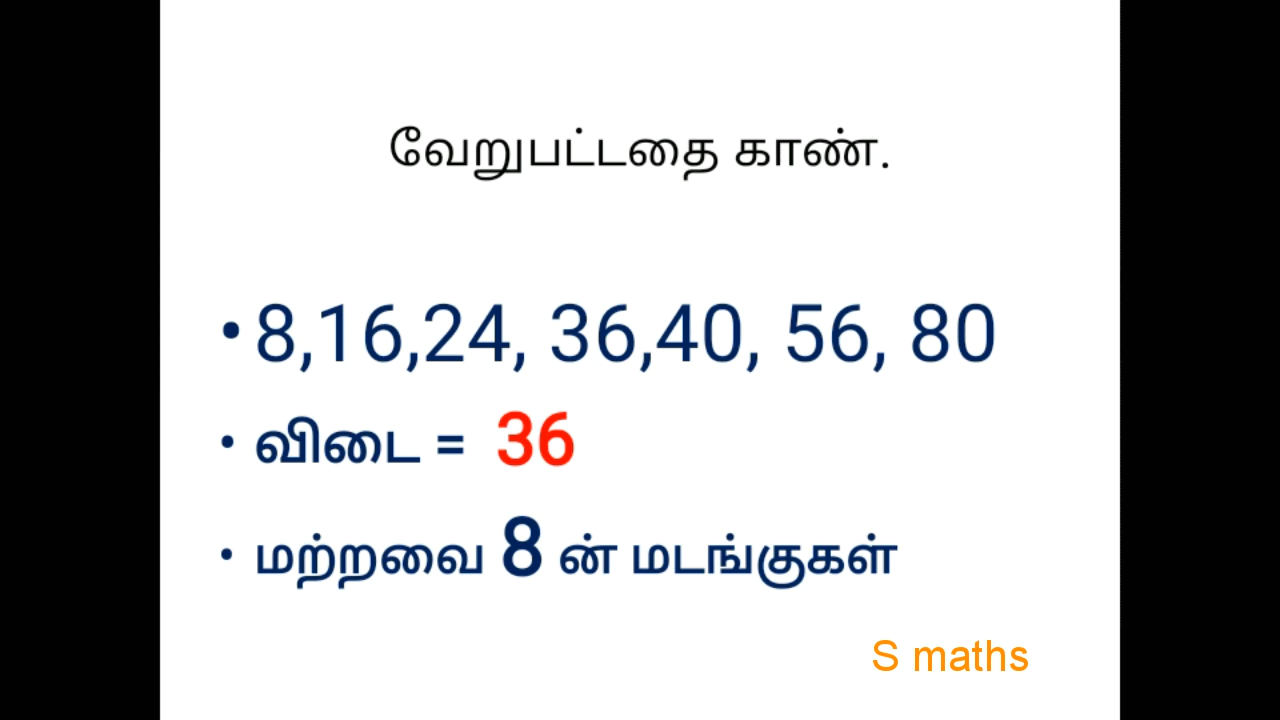 வேறுபட்டதை காண்.
•8,16,24, 36,40, 56, 80
• விடை = 36
• மற்றவை 8 ன் மடங்குகள்
S maths